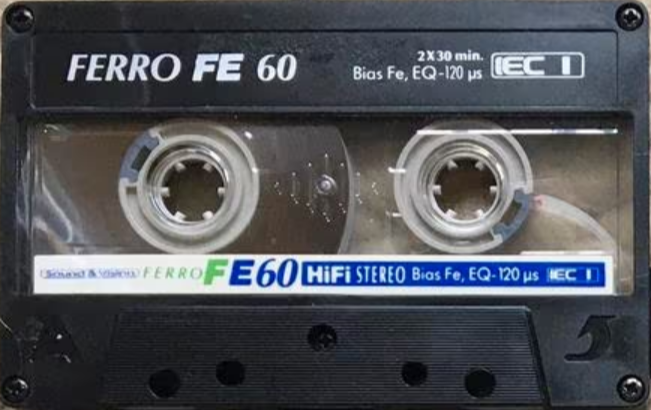 FERRO FE 60
2X30 min.
Bias Fe, EQ-120 µs IEC I
Sound & FERRO FE60 HiFi STEREO Bias Fe, EQ-120 µs IEC I
A